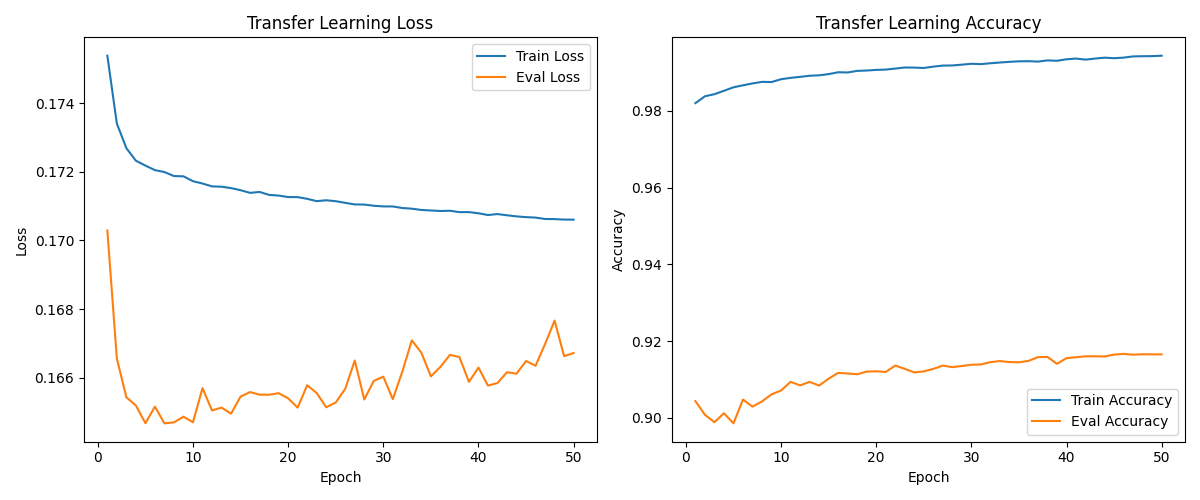 Transfer Learning Loss
Train Loss
Eval Loss
0.174
0.172
0.170
0.168
0.166
Loss
0
10
20
30
40
50
Epoch
Transfer Learning Accuracy
0.98
0.96
0.94
0.92
0.90
Accuracy
Train Accuracy
Eval Accuracy
0
10
20
30
40
50
Epoch